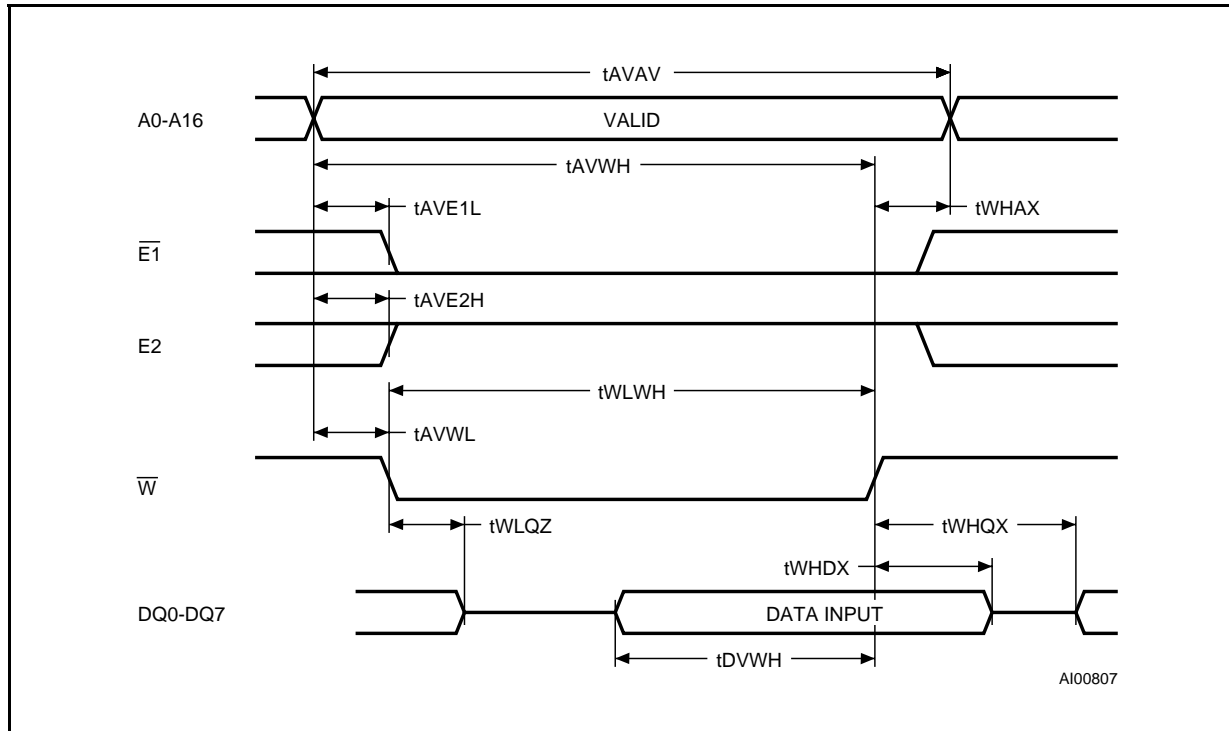 tAVAV
A0-A16 VALID
tAVWH
tAVE1L tWHAX
E̅1̅
tAVE2H
E2
tWLWH
tAVWL
W̅
tWLQZ tWHQX
tWHDX
DQ0-DQ7 DATA INPUT
tDVWH
AI00807